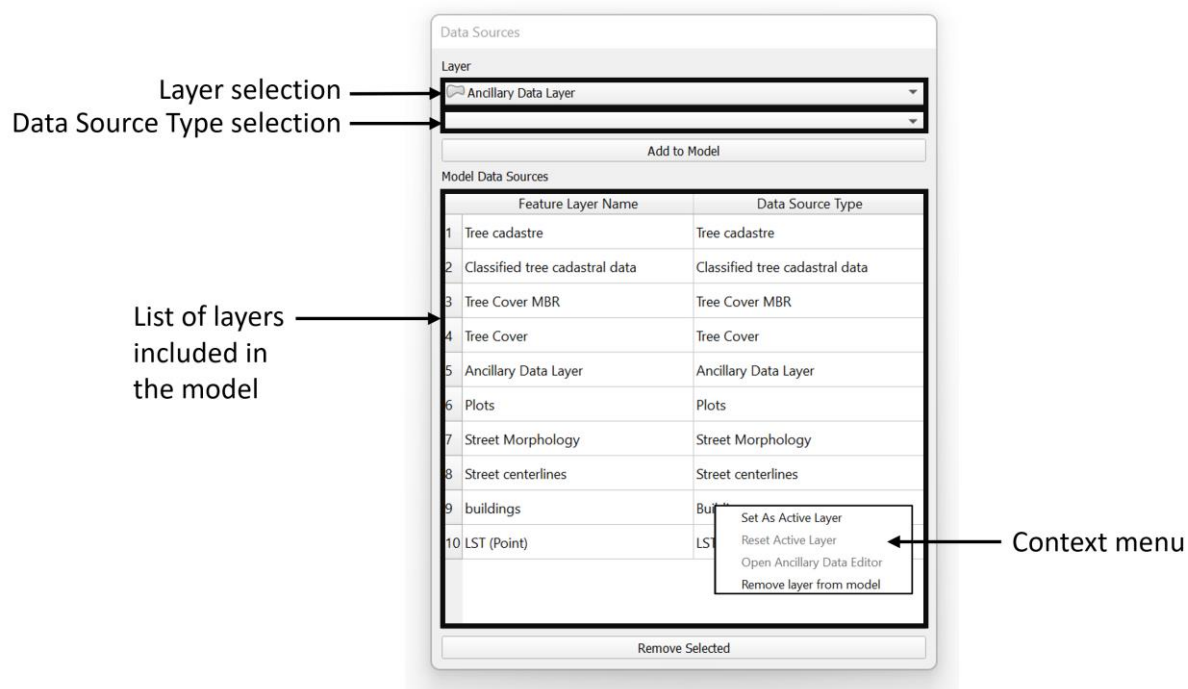 Data Sources
Layer
Layer selection
Ancillary Data Layer
Data Source Type selection
Add to Model
Model Data Sources
Feature Layer Name Data Source Type
1 Tree cadastre Tree cadastre
2 Classified tree cadastral data Classified tree cadastral data
3 Tree Cover MBR Tree Cover MBR
4 Tree Cover Tree Cover
5 Ancillary Data Layer Ancillary Data Layer
6 Plots Plots
7 Street Morphology Street Morphology
8 Street centerlines Street centerlines
9 buildings
10 LST (Point) LST
List of layers
included in
the model
Set As Active Layer
Reset Active Layer
Open Ancillary Data Editor
Remove layer from model
Context menu
Remove Selected